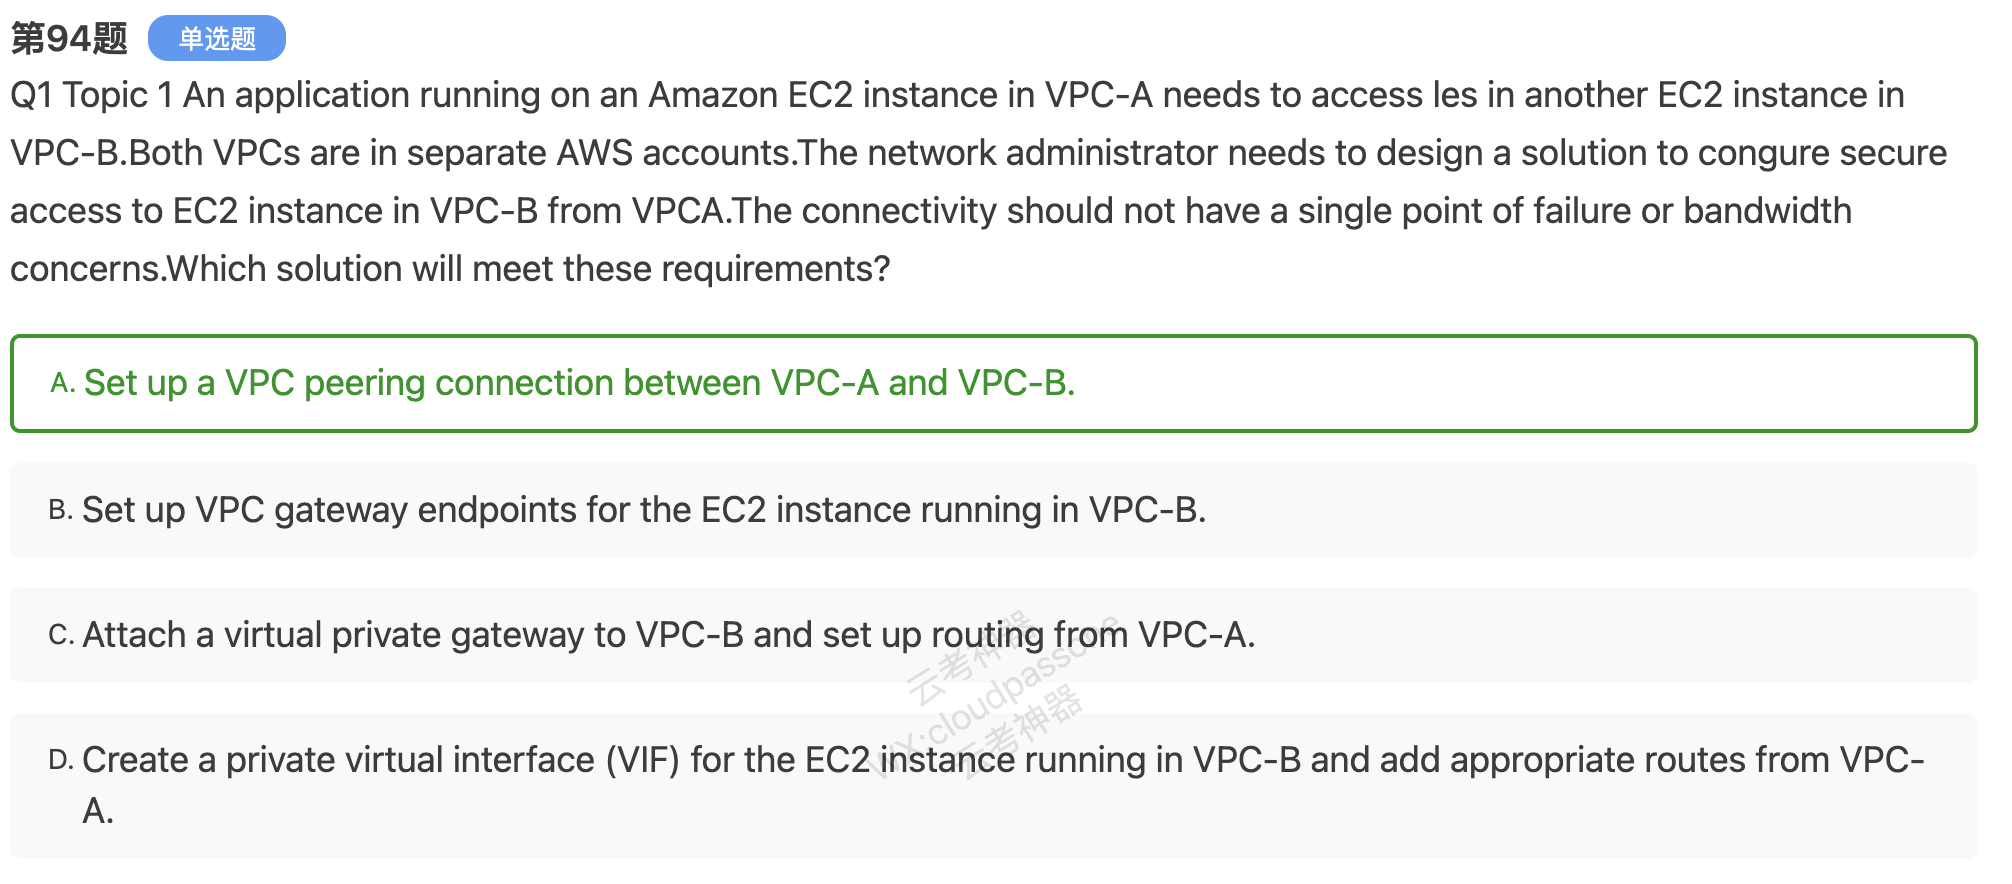 第94题 单选题
Q1 Topic 1 An application running on an Amazon EC2 instance in VPC-A needs to access les in another EC2 instance in
VPC-B.Both VPCs are in separate AWS accounts.The network administrator needs to design a solution to congure secure
access to EC2 instance in VPC-B from VPCA.The connectivity should not have a single point of failure or bandwidth
concerns.Which solution will meet these requirements?
A. Set up a VPC peering connection between VPC-A and VPC-B.
B. Set up VPC gateway endpoints for the EC2 instance running in VPC-B.
C. Attach a virtual private gateway to VPC-B and set up routing from VPC-A.
D. Create a private virtual interface (VIF) for the EC2 instance running in VPC-B and add appropriate routes from VPC-
A.
云考神器
WX:cloudpassone
云考神器